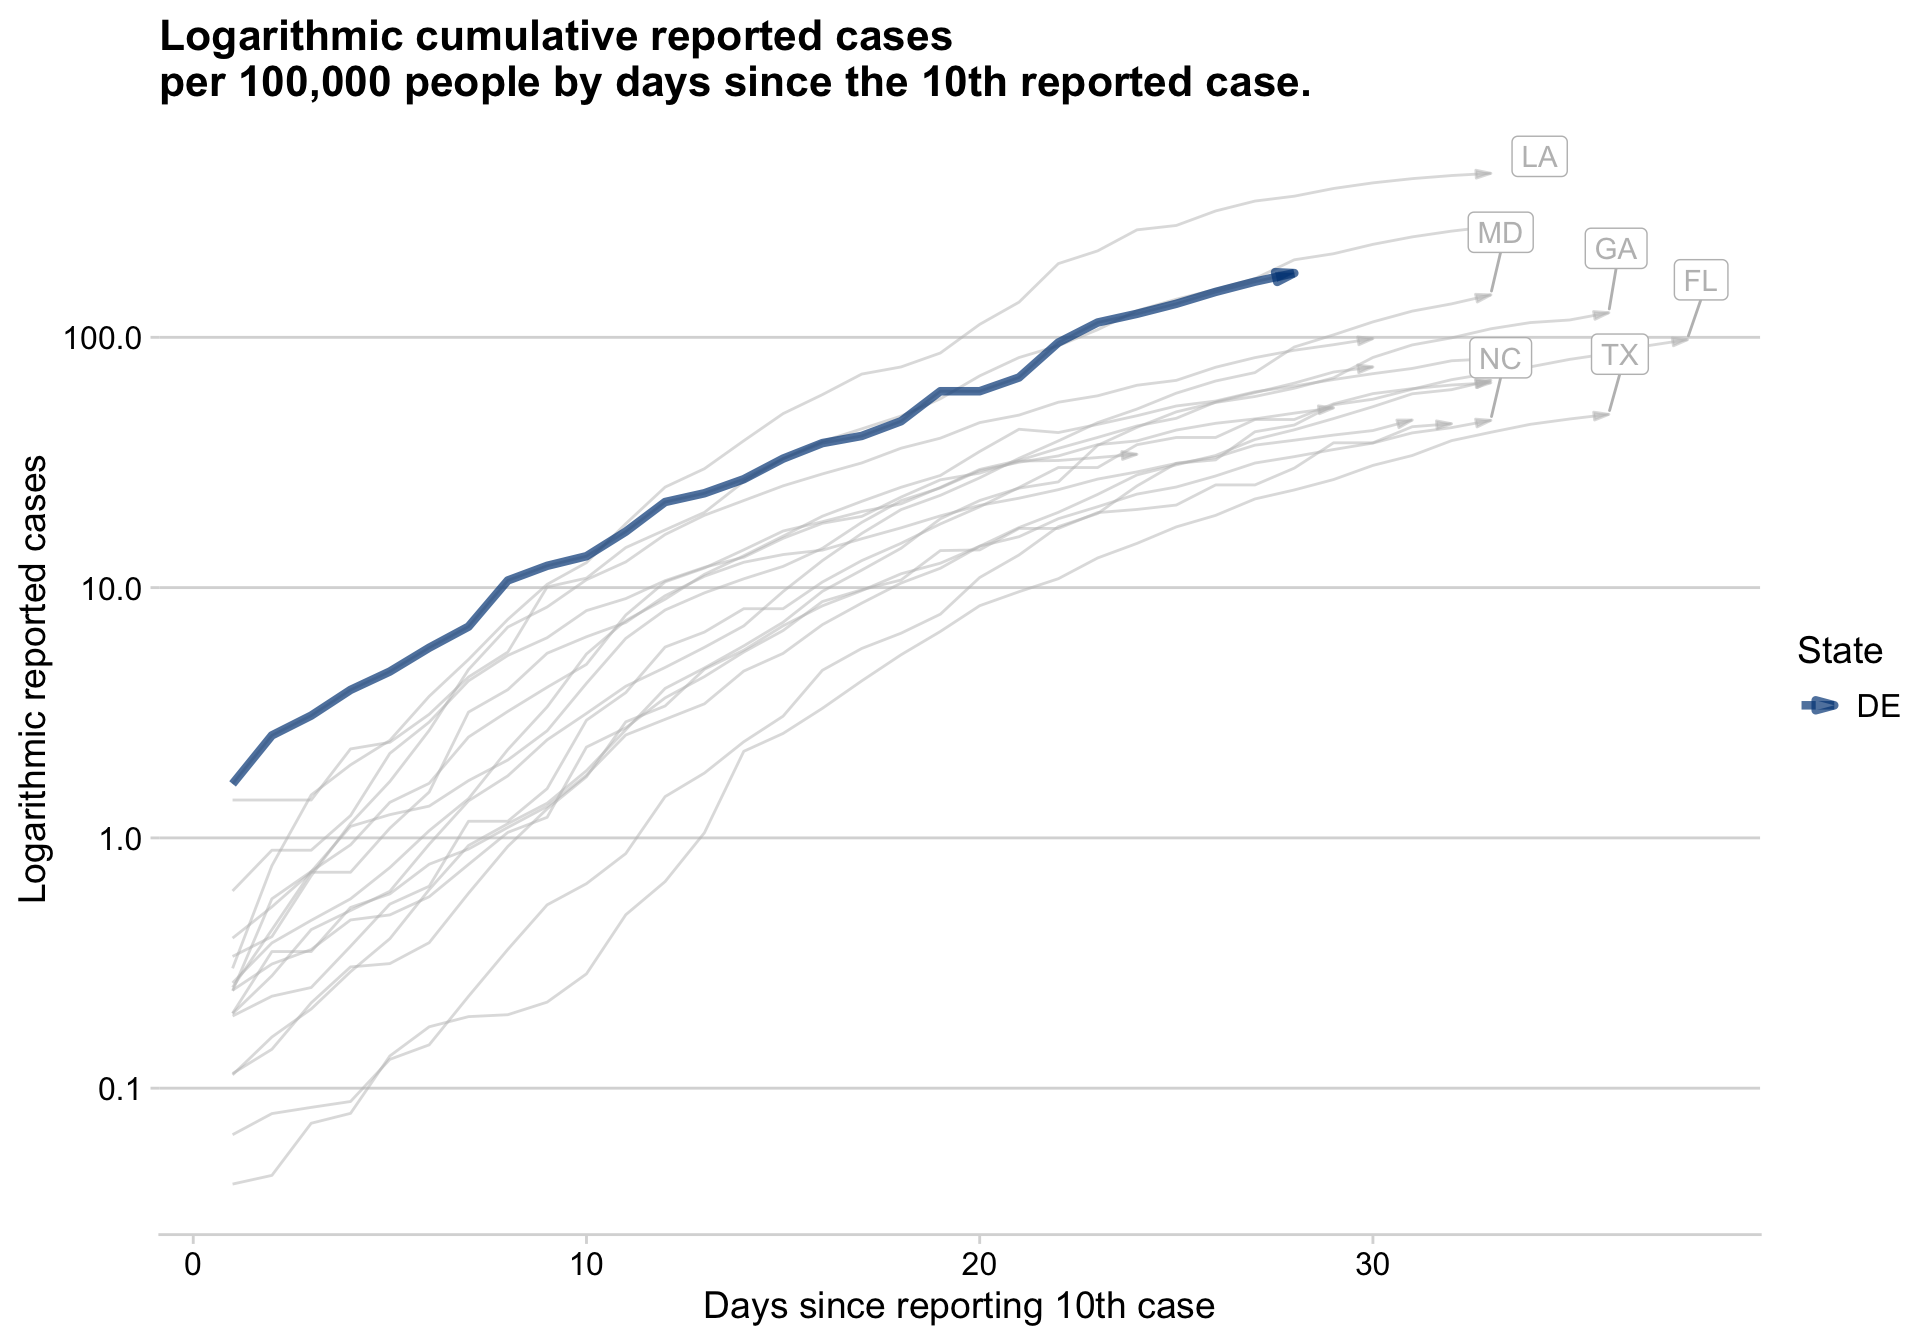 Logarithmic cumulative reported cases
per 100,000 people by days since the 10th reported case.
LA
MD
GA
FL
NC
TX
100.0
10.0
1.0
0.1
Logarithmic reported cases
State
DE
0
10
20
30
Days since reporting 10th case